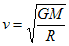 v = √(GM/R)